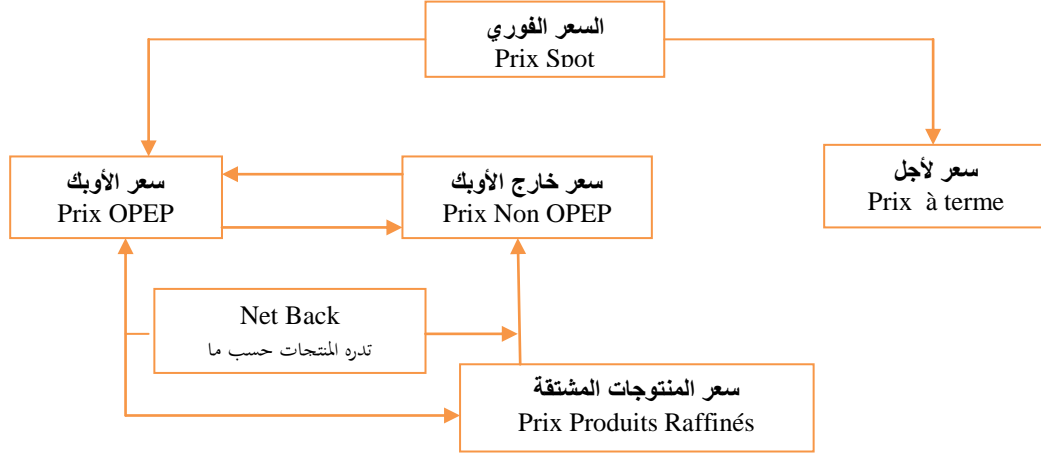 السعر الفوري
Prix Spot
سعر الأوبك
Prix OPEP
سعر خارج الأوبك
Prix Non OPEP
سعر لأجل
Prix à terme
Net Back
تدره المنتجات حسب ما
سعر المنتوجات المشتقة
Prix Produits Raffinés